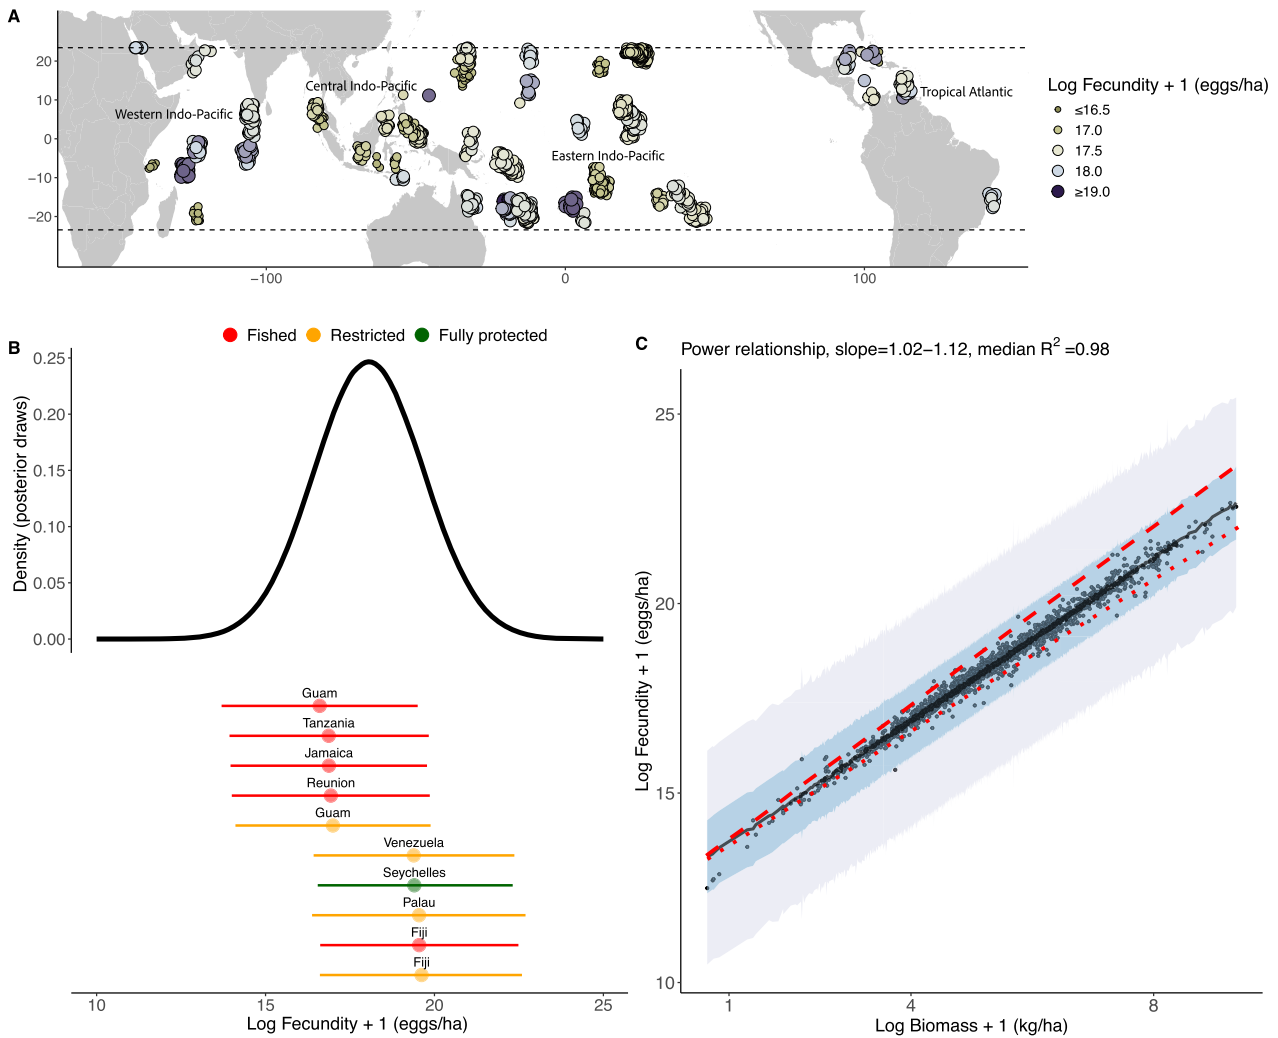 A
20
10
0
−10
−20
Central Indo-Pacific
Western Indo-Pacific
Eastern Indo-Pacific
Tropical Atlantic
−100
0
100
Log Fecundity + 1 (eggs/ha)
≤16.5
17.0
17.5
18.0
≥19.0
B
Fished
Restricted
Fully protected
Density (posterior draws)
0.25
0.20
0.15
0.10
0.05
0.00
Guam
Tanzania
Jamaica
Reunion
Guam
Venezuela
Seychelles
Palau
Fiji
Fiji
10
15
20
25
Log Fecundity + 1 (eggs/ha)
C
Power relationship, slope=1.02−1.12, median R2 =0.98
Log Fecundity + 1 (eggs/ha)
25
20
15
10
1
4
8
Log Biomass + 1 (kg/ha)